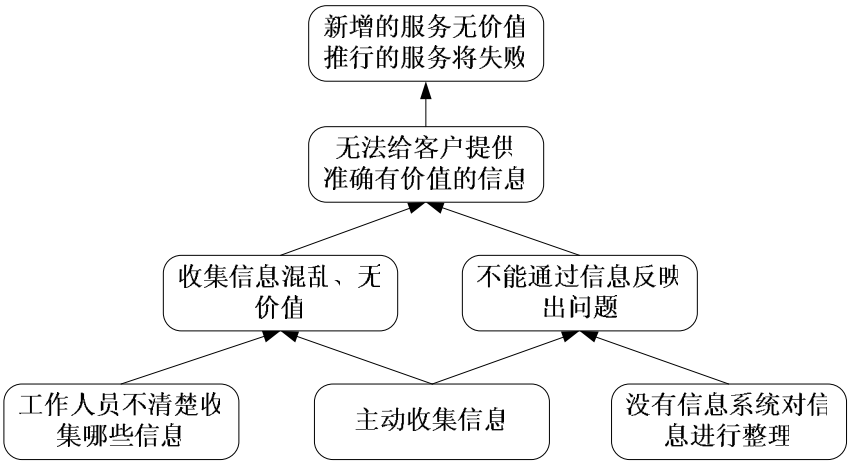 新增的服务无价值
推行的服务将失败
无法给客户提供
准确有价值的信息
收集信息混乱、无
价值
不能通过信息反映
出问题
工作人员不清楚收
集哪些信息
主动收集信息
没有信息系统对信
息进行整理